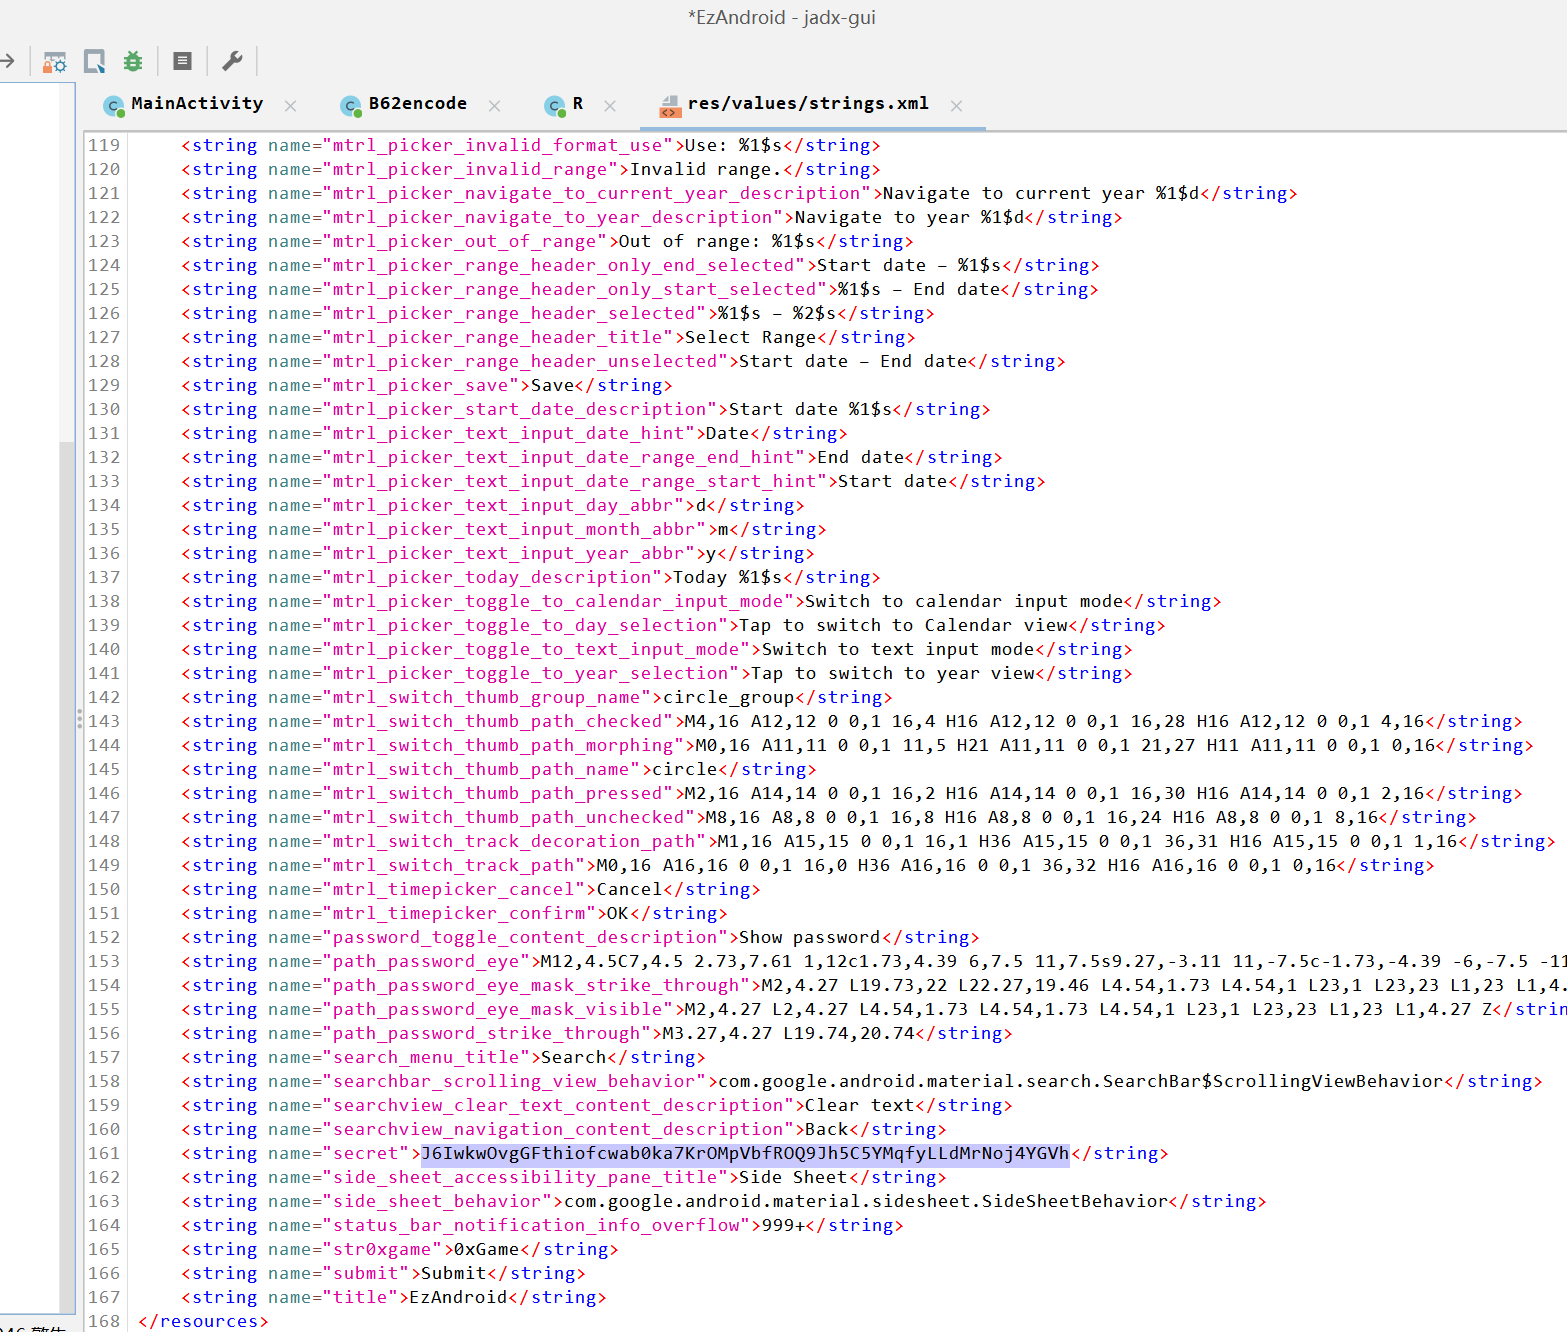 *EzAndroid - jadx-gui
MainActivity B62encode R res/values/strings.xml
119 <string name="mtrl_picker_invalid_format_use">Use: %1$s</string>
120 <string name="mtrl_picker_invalid_range">Invalid range.</string>
121 <string name="mtrl_picker_navigate_to_current_year_description">Navigate to current year %1$d</string>
122 <string name="mtrl_picker_navigate_to_year_description">Navigate to year %1$d</string>
123 <string name="mtrl_picker_out_of_range">Out of range: %1$s</string>
124 <string name="mtrl_picker_range_header_only_end_selected">Start date – %1$s</string>
125 <string name="mtrl_picker_range_header_only_start_selected">%1$s – End date</string>
126 <string name="mtrl_picker_range_header_selected">%1$s – %2$s</string>
127 <string name="mtrl_picker_range_header_title">Select Range</string>
128 <string name="mtrl_picker_range_header_unselected">Start date – End date</string>
129 <string name="mtrl_picker_save">Save</string>
130 <string name="mtrl_picker_start_date_description">Start date %1$s</string>
131 <string name="mtrl_picker_text_input_date_hint">Date</string>
132 <string name="mtrl_picker_text_input_date_range_end_hint">End date</string>
133 <string name="mtrl_picker_text_input_date_range_start_hint">Start date</string>
134 <string name="mtrl_picker_text_input_day_abbr">d</string>
135 <string name="mtrl_picker_text_input_month_abbr">m</string>
136 <string name="mtrl_picker_text_input_year_abbr">y</string>
137 <string name="mtrl_picker_today_description">Today %1$s</string>
138 <string name="mtrl_picker_toggle_to_calendar_input_mode">Switch to calendar input mode</string>
139 <string name="mtrl_picker_toggle_to_day_selection">Tap to switch to Calendar view</string>
140 <string name="mtrl_picker_toggle_to_text_input_mode">Switch to text input mode</string>
141 <string name="mtrl_picker_toggle_to_year_selection">Tap to switch to year view</string>
142 <string name="mtrl_switch_thumb_group_name">circle_group</string>
143 <string name="mtrl_switch_thumb_path_checked">M4,16 A12,12 0 0,1 16,4 H16 A12,12 0 0,1 16,28 H16 A12,12 0 0,1 4,16</string>
144 <string name="mtrl_switch_thumb_path_morphing">M0,16 A11,11 0 0,1 11,5 H21 A11,11 0 0,1 21,27 H11 A11,11 0 0,1 0,16</string>
145 <string name="mtrl_switch_thumb_path_name">circle</string>
146 <string name="mtrl_switch_thumb_path_pressed">M2,16 A14,14 0 0,1 16,2 H16 A14,14 0 0,1 16,30 H16 A14,14 0 0,1 2,16</string>
147 <string name="mtrl_switch_thumb_path_unchecked">M8,16 A8,8 0 0,1 16,8 H16 A8,8 0 0,1 16,24 H16 A8,8 0 0,1 8,16</string>
148 <string name="mtrl_switch_track_decoration_path">M1,16 A15,15 0 0,1 16,1 H36 A15,15 0 0,1 36,31 H16 A15,15 0 0,1 1,16</string>
149 <string name="mtrl_switch_track_path">M0,16 A16,16 0 0,1 16,0 H36 A16,16 0 0,1 36,32 H16 A16,16 0 0,1 0,16</string>
150 <string name="mtrl_timepicker_cancel">Cancel</string>
151 <string name="mtrl_timepicker_confirm">OK</string>
152 <string name="password_toggle_content_description">Show password</string>
153 <string name="path_password_eye">M12,4.5C7,4.5 2.73,7.61 1,12c1.73,4.39 6,7.5 11,7.5s9.27,-3.11 11,-7.5c-1.73,-4.39 -6,-7.5 -11
154 <string name="path_password_eye_mask_strike_through">M2,4.27 L19.73,22 L22.27,19.46 L4.54,1.73 L4.54,1 L23,1 L23,23 L1,23 L1,4.
155 <string name="path_password_eye_mask_visible">M2,4.27 L2,4.27 L4.54,1.73 L4.54,1.73 L4.54,1 L23,1 L23,23 L1,23 L1,4.27 Z</strin
156 <string name="path_password_strike_through">M3.27,4.27 L19.74,20.74</string>
157 <string name="search_menu_title">Search</string>
158 <string name="searchbar_scrolling_view_behavior">com.google.android.material.search.SearchBar$ScrollingViewBehavior</string>
159 <string name="searchview_clear_text_content_description">Clear text</string>
160 <string name="searchview_navigation_content_description">Back</string>
161 <string name="secret">J6IwkwOvgGFthiofcwab0ka7KrOMpVbfROQ9Jh5C5YMqfyLLdMrNoj4YGVh</string>
162 <string name="side_sheet_accessibility_pane_title">Side Sheet</string>
163 <string name="side_sheet_behavior">com.google.android.material.sidesheet.SideSheetBehavior</string>
164 <string name="status_bar_notification_info_overflow">999+</string>
165 <string name="str0xgame">0xGame</string>
166 <string name="submit">Submit</string>
167 <string name="title">EzAndroid</string>
168 </resources>